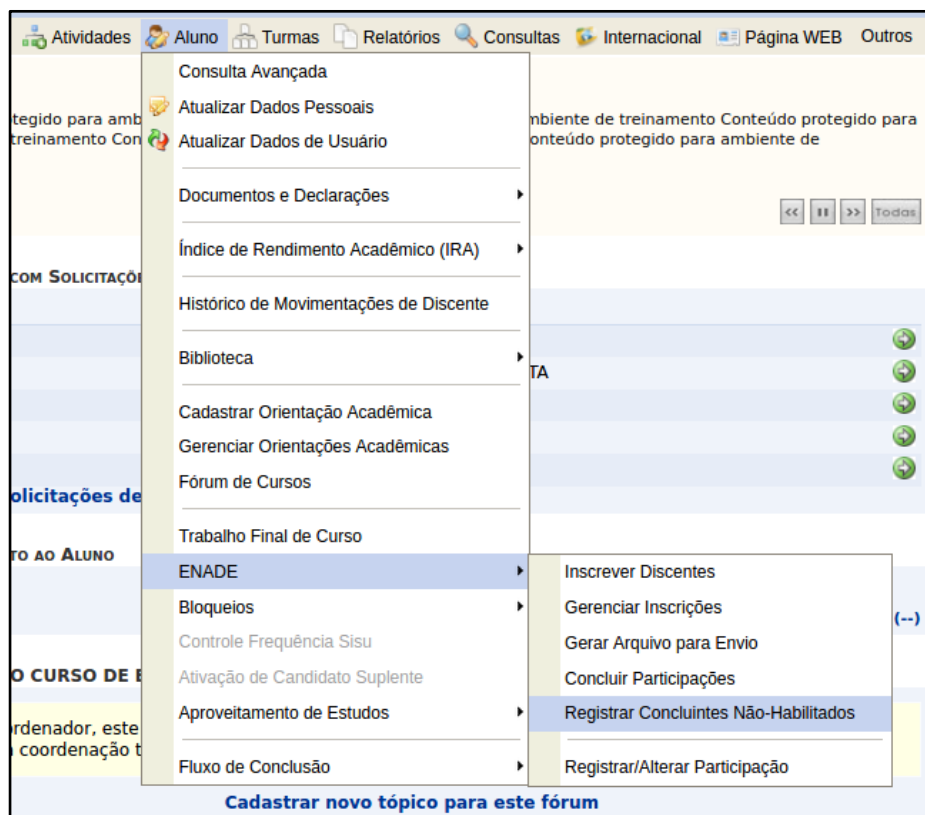 Atividades Aluno Turmas Relatórios Consultas Internacional Página WEB Outros
Consulta Avançada
Atualizar Dados Pessoais
otegido para amb
mbiente de treinamento Conteúdo protegido para
treinamento Con
onteúdo protegido para ambiente de
Atualizar Dados de Usuário
Documentos e Declarações
<< >> Todas
Índice de Rendimento Acadêmico (IRA)
COM SOLICITAÇÕE
Histórico de Movimentações de Discente
Biblioteca
TA
Cadastrar Orientação Acadêmica
Gerenciar Orientações Acadêmicas
Fórum de Cursos
olicitações de
Trabalho Final de Curso
TO AO ALUNO
ENADE
Inscrever Discentes
Bloqueios
Gerenciar Inscrições
(--)
Controle Frequência Sisu
Gerar Arquivo para Envio
O CURSO DE E
Ativação de Candidato Suplente
Concluir Participações
Aproveitamento de Estudos
Registrar Concluintes Não-Habilitados
ordenador, este
a coordenação t
Fluxo de Conclusão
Registrar/Alterar Participação
Cadastrar novo tópico para este fórum